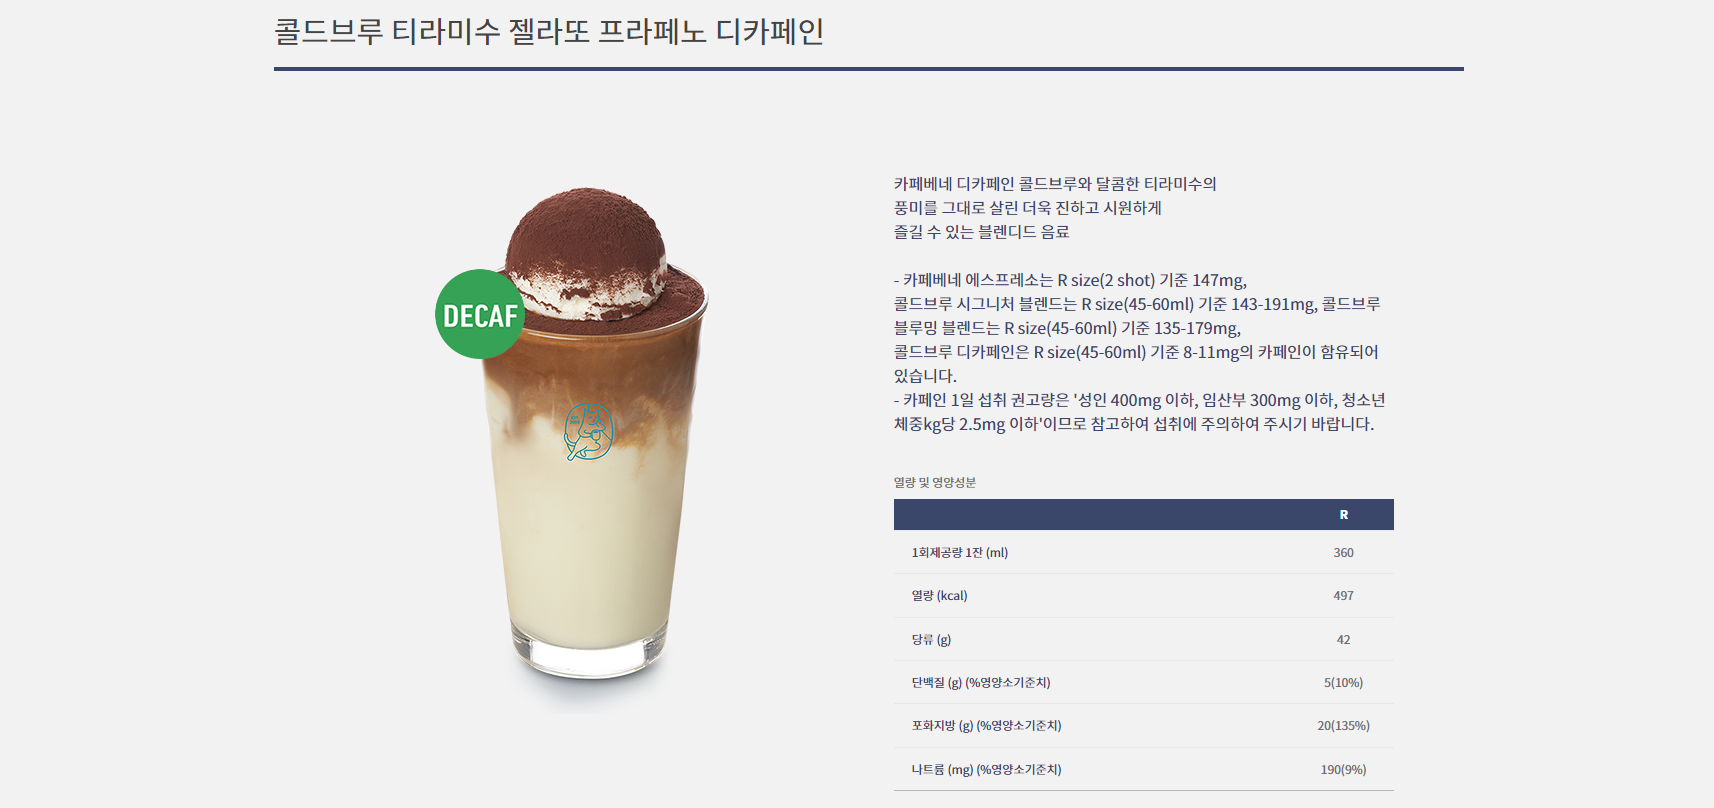 콜드브루 티라미수 젤라또 프라페노 디카페인
DECAF
카페베네 디카페인 콜드브루와 달콤한 티라미수의
풍미를 그대로 살린 더욱 진하고 시원하게
즐길 수 있는 블렌디드 음료
- 카페베네 에스프레소는 R size(2 shot) 기준 147mg,
콜드브루 시그니처 블렌드는 R size(45-60ml) 기준 143-191mg, 콜드브루
블루밍 블렌드는 R size(45-60ml) 기준 135-179mg,
콜드브루 디카페인은 R size(45-60ml) 기준 8-11mg의 카페인이 함유되어
있습니다.
- 카페인 1일 섭취 권고량은 '성인 400mg 이하, 임산부 300mg 이하, 청소년
체중kg당 2.5mg 이하'이므로 참고하여 섭취에 주의하여 주시기 바랍니다.
열량 및 영양성분
R
1회제공량 1잔 (ml) 360
열량 (kcal) 497
당류 (g) 42
단백질 (g) (%영양소기준치) 5(10%)
포화지방 (g) (%영양소기준치) 20(135%)
나트륨 (mg) (%영양소기준치) 190(9%)